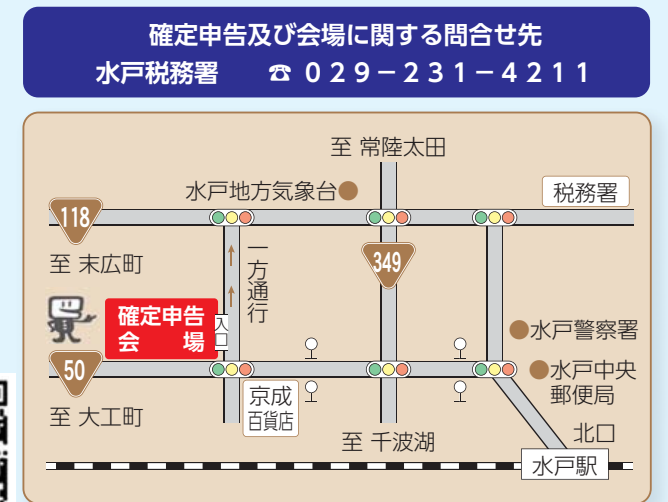 確定申告及び会場に関する問合せ先
水戸税務署 ☎ 029-231-4211
至 常陸太田
水戸地方気象台
税務署
118
至 末広町
一方通行
349
確定申告
会場
入口
水戸警察署
50
水戸中央
郵便局
至 大工町
京成
百貨店
至 千波湖
北口
水戸駅